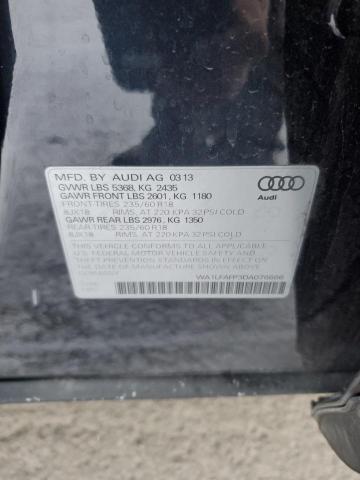 MFD. BY AUDI AG 03 13
GVWR LBS 5368, KG 2435
GAWR FRONT LBS 2601, KG 1180
FRONT-TIRES 235/60 R18
8JX18 RIMS, AT 220 KPA 32 PSI COLD
GAWR REAR LBS 2976, KG 1350
REAR-TIRES 235/60 R18
8JX18 RIMS, AT 220 KPA 32 PSI COLD
Audi
THIS VEHICLE CONFORMS TO ALL APPLICABLE
U.S. FEDERAL MOTOR VEHICLE SAFETY
STANDARDS IN EFFECT ON
THE DATE OF MANUFACTURE SHOWN
ABOVE
WA1LFAFP3DA076666